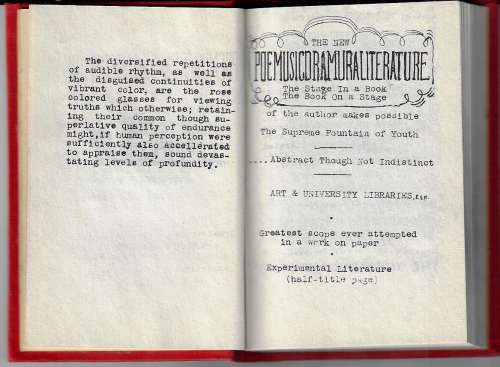 The diversified repetitions
of audible rhythm, as well as
the disguised continuities of
vibrant color, are the rose
colored glasses for viewing
truths which otherwise; retain-
ing their common though su-
perlative quality of endurance
might,if human perception were
sufficiently also accellerated
to appraise them, sound devas-
tating levels of profundity.
THE NEW
POEMUSICDRAMURALITERATURE
The Stage In a Book
The Book On a Stage
of the author makes possible
The Supreme Fountain of Youth
....Abstract Though Not Indistinct
ART & UNIVERSITY LIBRARIES,etc.
Greatest scope ever attempted
in a work on paper
Experimental Literature
(half-title page)